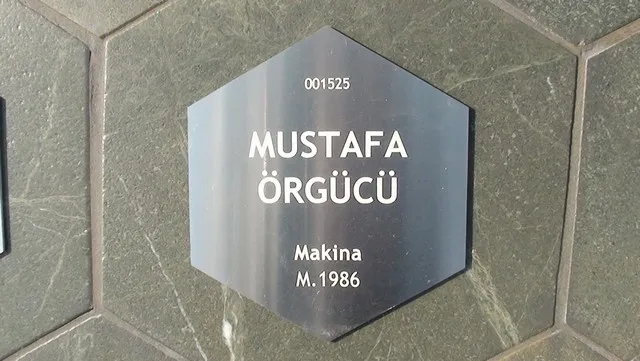 001525
MUSTAFA
ÖRGÜCÜ
Makina
M.1986